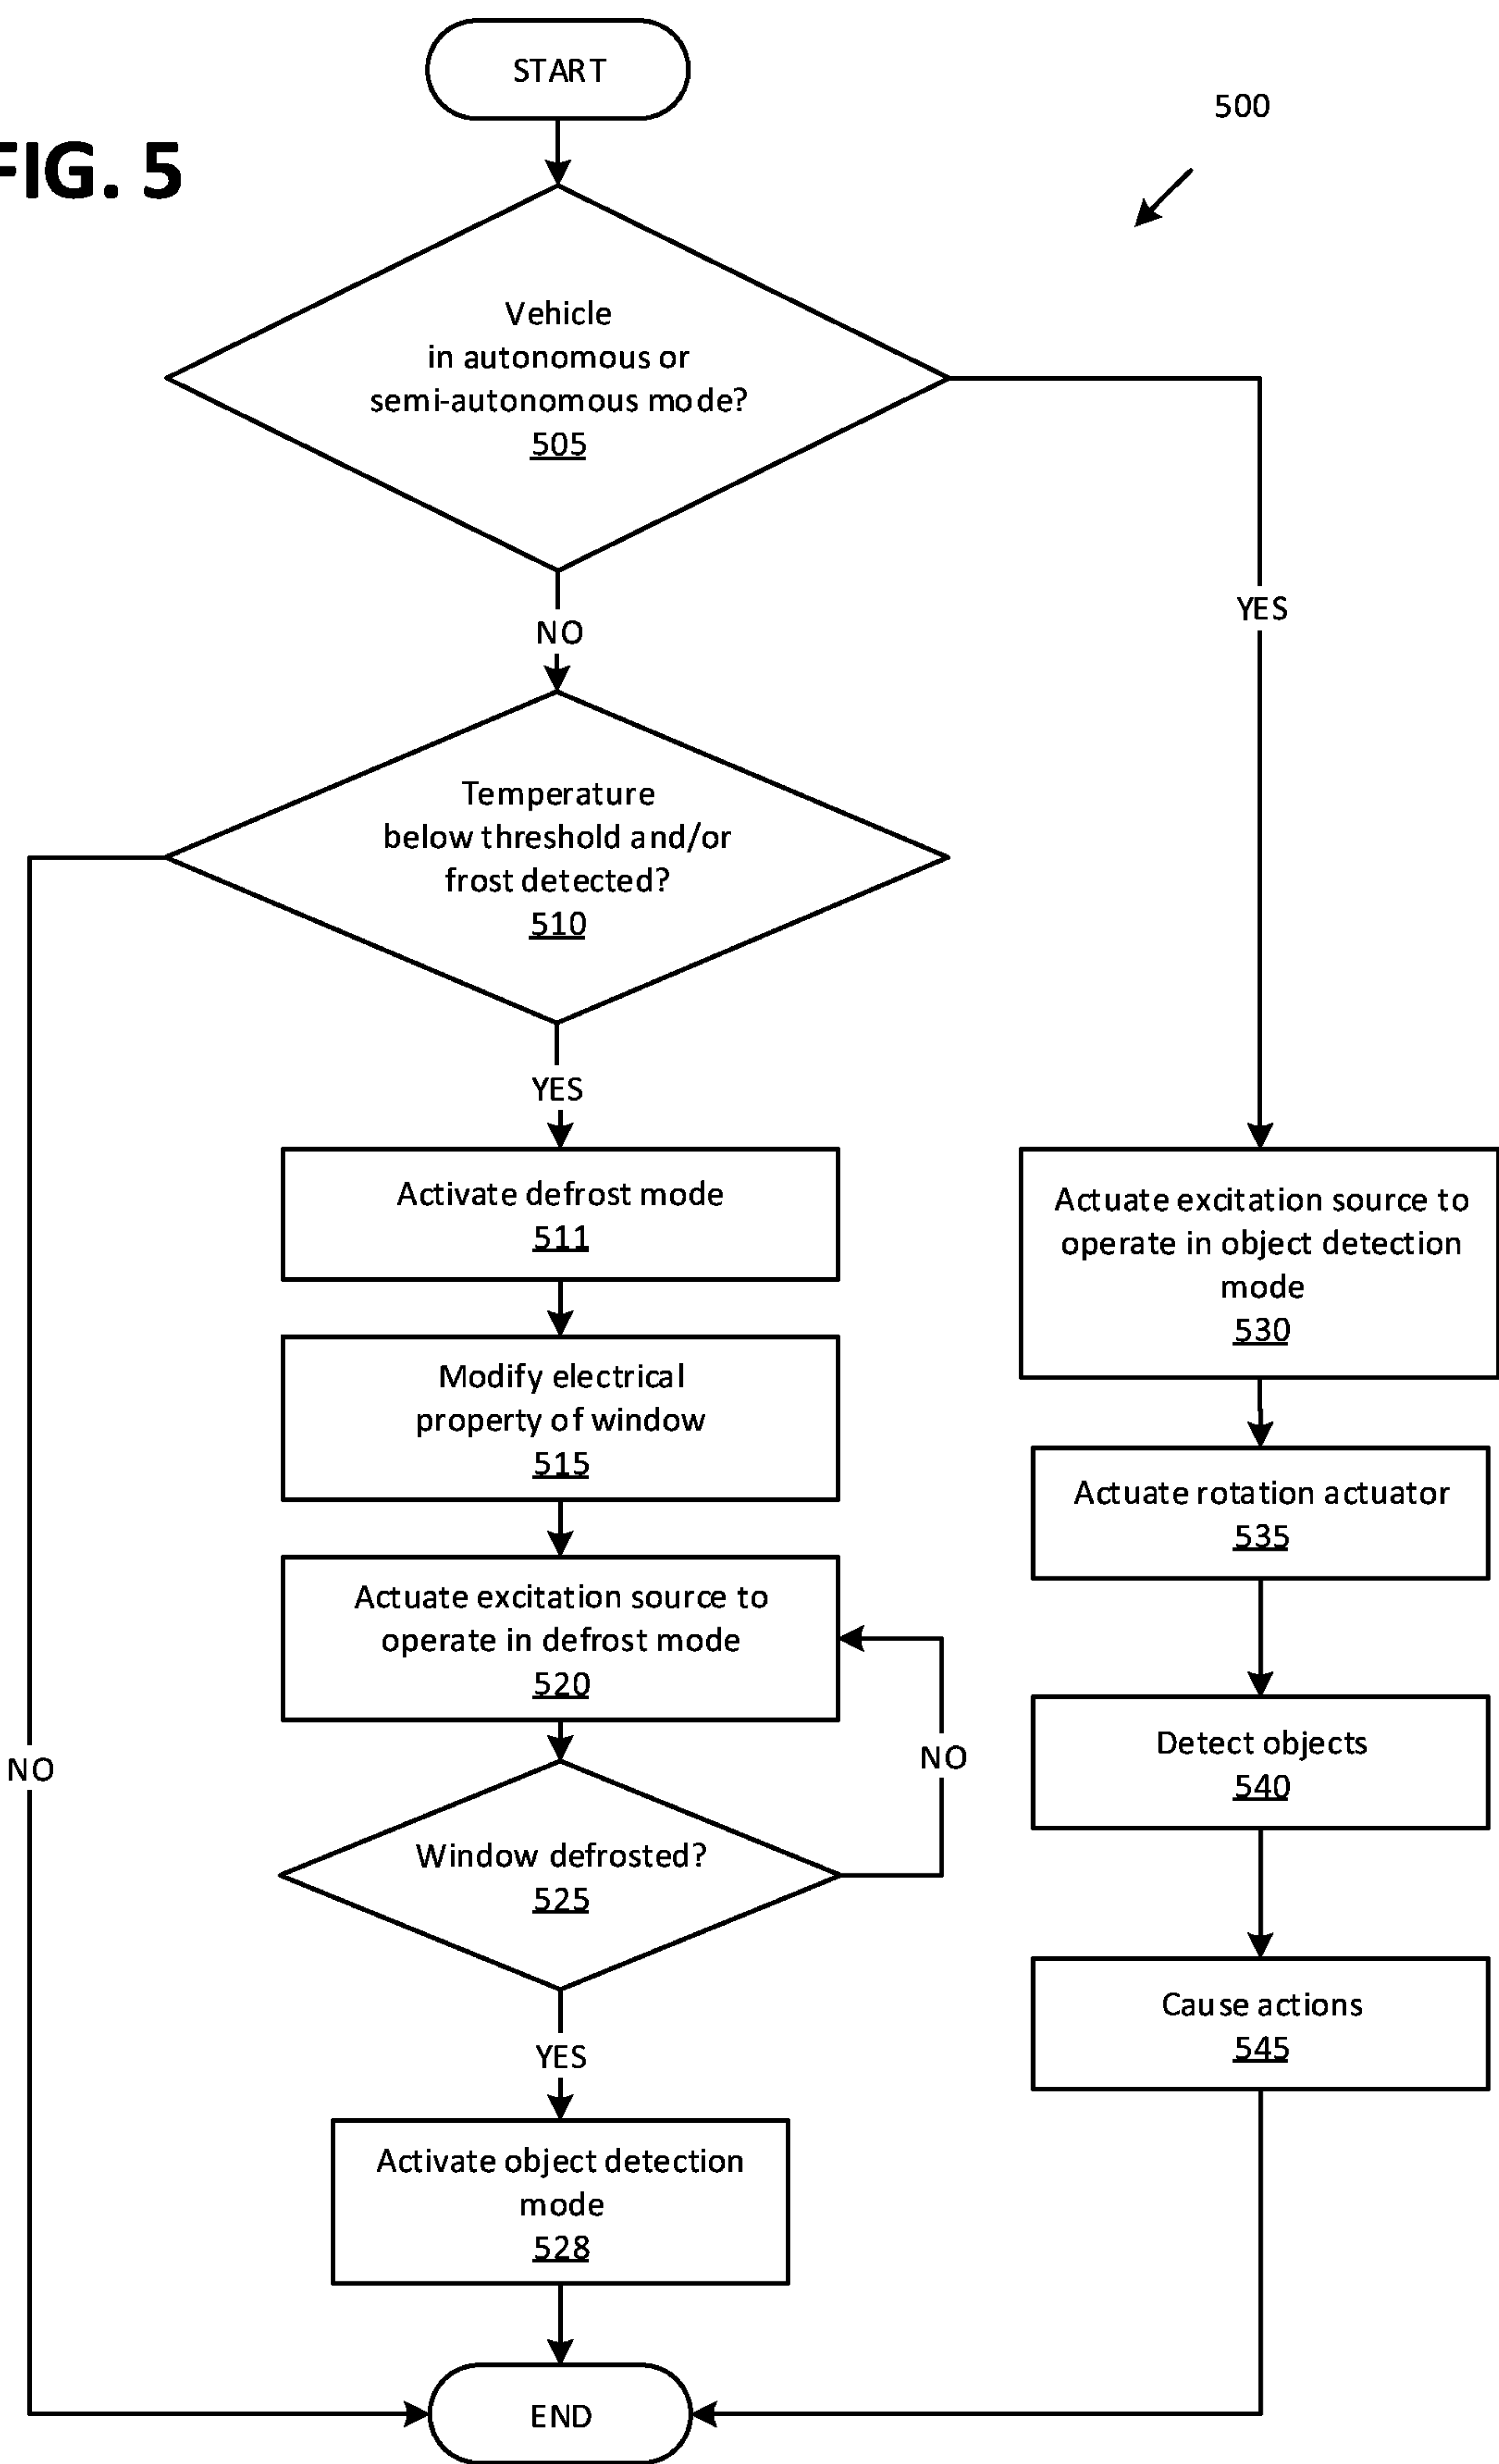 START
500
FIG. 5
Vehicle
in autonomous or
semi-autonomous mode?
505
YES
NO
Temperature
below threshold and/or
frost detected?
510
YES
Activate defrost mode
511
Actuate excitation source to
operate in object detection
mode
530
Modify electrical
property of window
515
Actuate rotation actuator
535
Actuate excitation source to
operate in defrost mode
520
Detect objects
540
NO
NO
Window defrosted?
525
Cause actions
545
YES
Activate object detection
mode
528
END